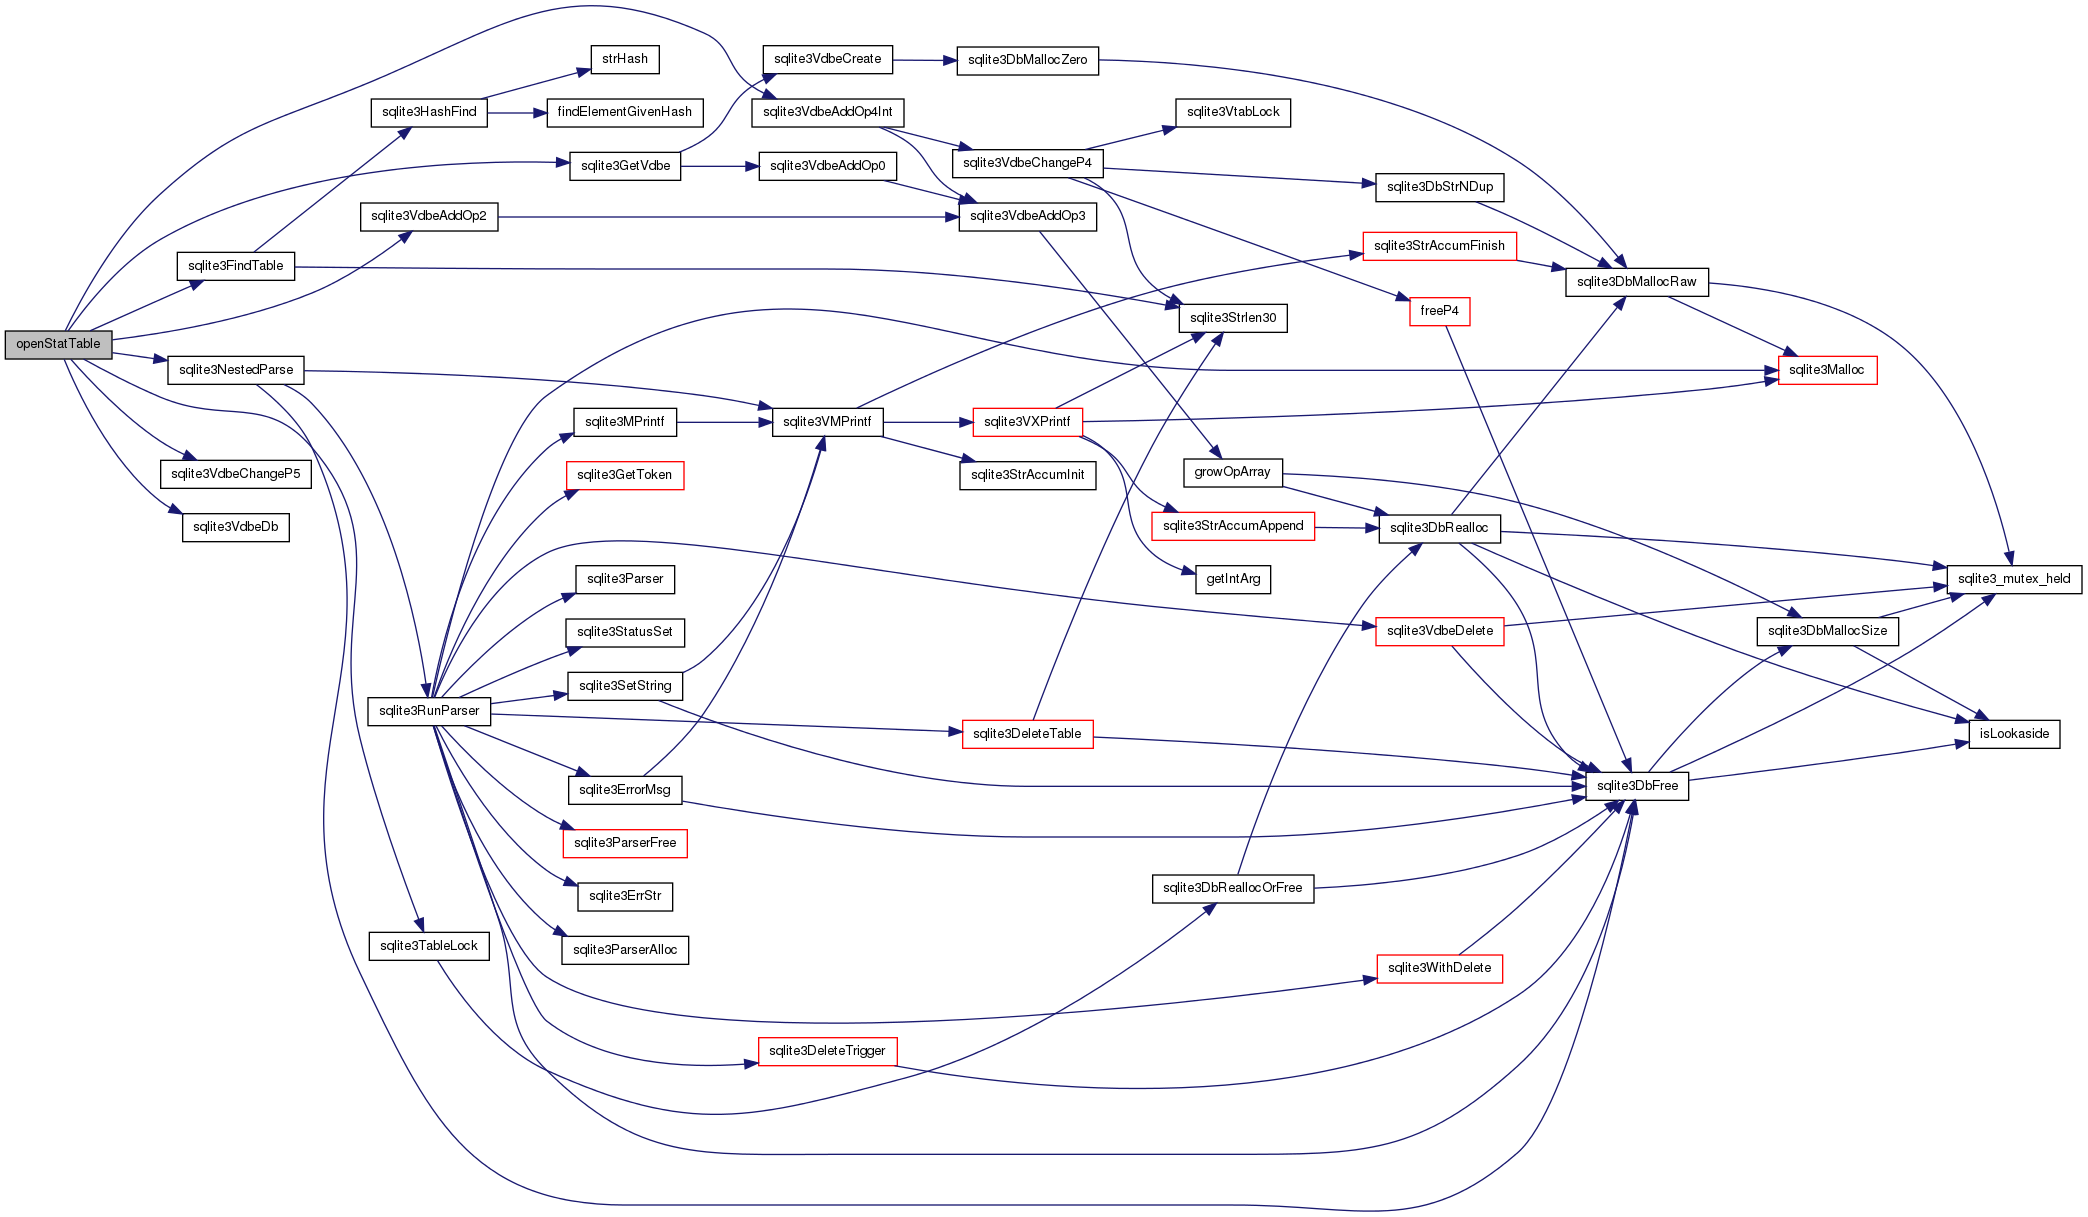 openStatTable
sqlite3FindTable
sqlite3NestedParse
sqlite3VdbeChangeP5
sqlite3VdbeDb
sqlite3HashFind
sqlite3VdbeAddOp2
sqlite3RunParser
sqlite3TableLock
strHash
findElementGivenHash
sqlite3GetVdbe
sqlite3MPrintf
sqlite3GetToken
sqlite3Parser
sqlite3StatusSet
sqlite3SetString
sqlite3ErrorMsg
sqlite3ParserFree
sqlite3ErrStr
sqlite3ParserAlloc
sqlite3VdbeCreate
sqlite3VdbeAddOp4Int
sqlite3VdbeAddOp0
sqlite3VMPrintf
sqlite3DeleteTrigger
sqlite3DbMallocZero
sqlite3VdbeChangeP4
sqlite3VdbeAddOp3
sqlite3VXPrintf
sqlite3StrAccumInit
sqlite3DeleteTable
sqlite3VtabLock
sqlite3Strlen30
growOpArray
sqlite3StrAccumAppend
getIntArg
sqlite3DbReallocOrFree
sqlite3DbStrNDup
sqlite3StrAccumFinish
freeP4
sqlite3DbRealloc
sqlite3VdbeDelete
sqlite3WithDelete
sqlite3DbMallocRaw
sqlite3DbFree
sqlite3Malloc
sqlite3DbMallocSize
sqlite3_mutex_held
isLookaside